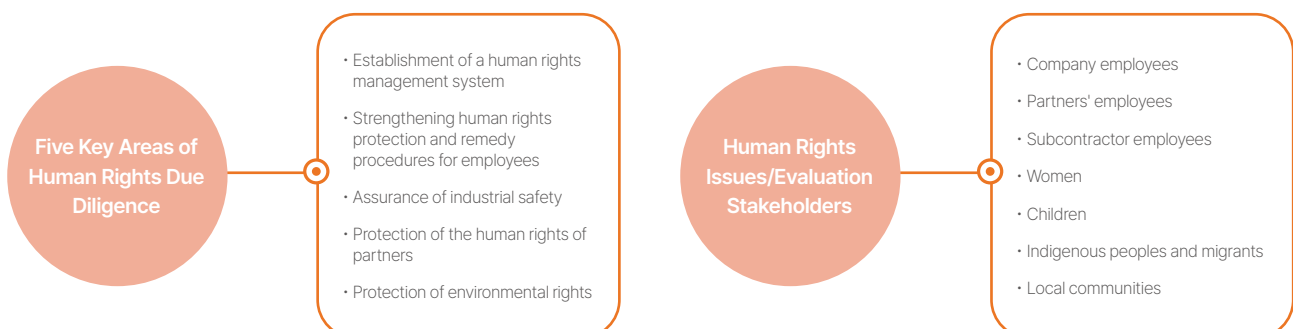 Five Key Areas of
Human Rights Due
Diligence
· Establishment of a human rights
management system
· Strengthening human rights
protection and remedy
procedures for employees
· Assurance of industrial safety
· Protection of the human rights of
partners
· Protection of environmental rights
Human Rights
Issues/Evaluation
Stakeholders
· Company employees
· Partners' employees
· Subcontractor employees
· Women
· Children
· Indigenous peoples and migrants
· Local communities